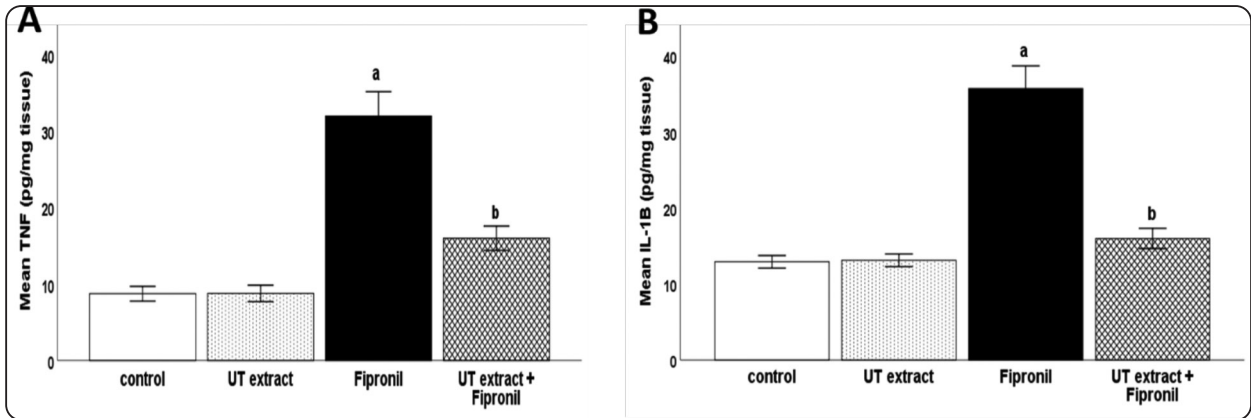 A
Mean TNF (pg/mg tissue)
40
30
20
10
0
a
b
control
UT extract
Fipronil
UT extract +
Fipronil
B
Mean IL-1B (pg/mg tissue)
40
30
20
10
0
a
b
control
UT extract
Fipronil
UT extract +
Fipronil